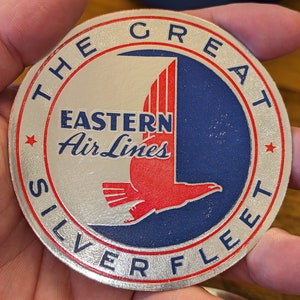 THE GREAT
EASTERN
Air Lines
SILVER FLEET